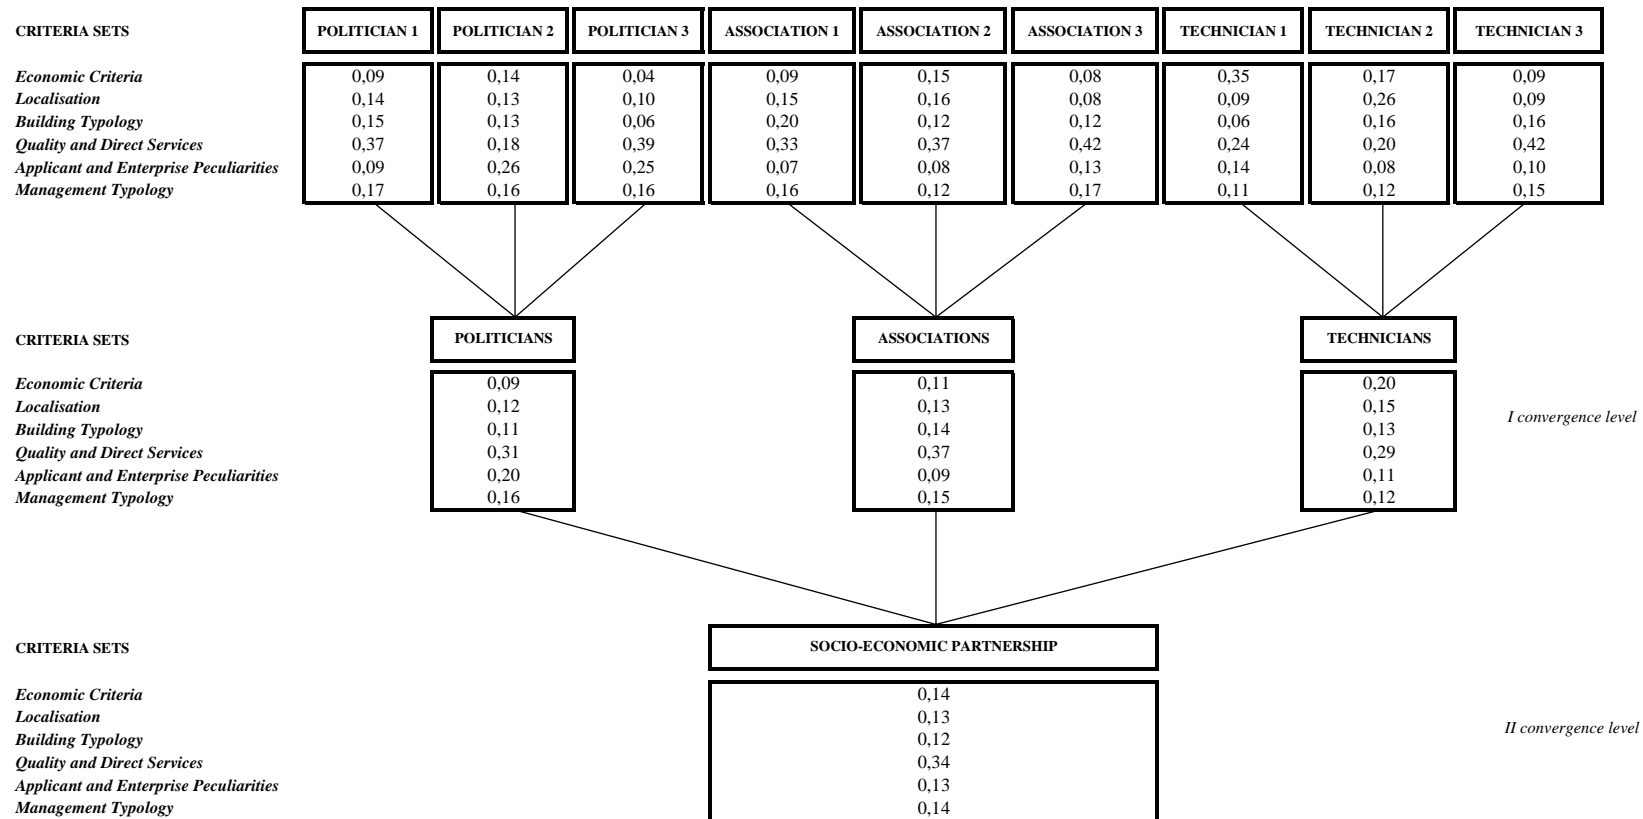 CRITERIA SETS POLITICIAN 1 POLITICIAN 2 POLITICIAN 3 ASSOCIATION 1 ASSOCIATION 2 ASSOCIATION 3 TECHNICIAN 1 TECHNICIAN 2 TECHNICIAN 3
Economic Criteria 0,09 0,14 0,04 0,09 0,15 0,08 0,35 0,17 0,09
Localisation 0,14 0,13 0,10 0,15 0,16 0,08 0,09 0,26 0,09
Building Typology 0,15 0,13 0,06 0,20 0,12 0,12 0,06 0,16 0,16
Quality and Direct Services 0,37 0,18 0,39 0,33 0,37 0,42 0,24 0,20 0,42
Applicant and Enterprise Peculiarities 0,09 0,26 0,25 0,07 0,08 0,13 0,14 0,08 0,10
Management Typology 0,17 0,16 0,16 0,16 0,12 0,17 0,11 0,12 0,15
CRITERIA SETS POLITICIANS ASSOCIATIONS TECHNICIANS
Economic Criteria 0,09 0,11 0,20
Localisation 0,12 0,13 0,15
I convergence level
Building Typology 0,11 0,14 0,13
Quality and Direct Services 0,31 0,37 0,29
Applicant and Enterprise Peculiarities 0,20 0,09 0,11
Management Typology 0,16 0,15 0,12
CRITERIA SETS SOCIO-ECONOMIC PARTNERSHIP
Economic Criteria 0,14
Localisation 0,13
II convergence level
Building Typology 0,12
Quality and Direct Services 0,34
Applicant and Enterprise Peculiarities 0,13
Management Typology 0,14